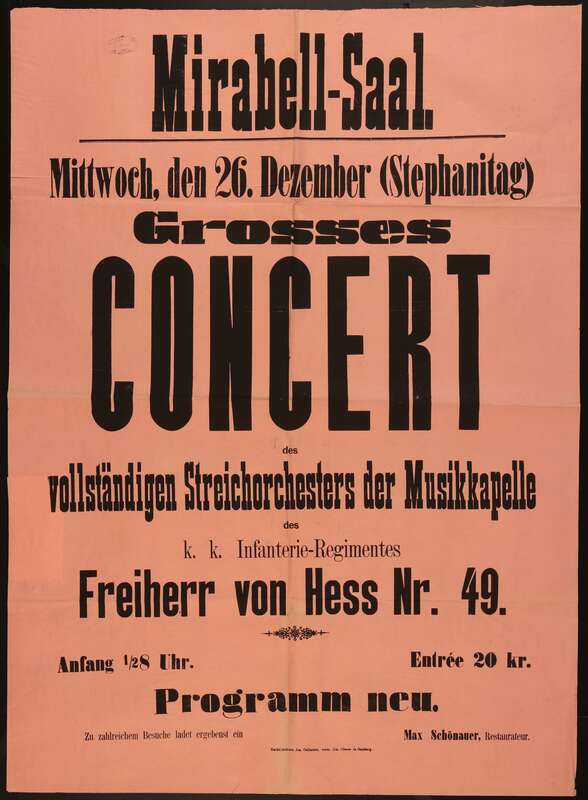 Mirabell-Saal.
Mittwoch, den 26. Dezember (Stephanitag)
Grosses
CONCERT
des
vollständigen Streichorchesters der Musikkapelle
des
k. k. Infanterie-Regimentes
Freiherr von Hess Nr. 49.
Anfang 1/28 Uhr. Entrée 20 kr.
Programm neu.
Zu zahlreichem Besuche ladet ergebenst ein Max Schönauer, Restaurateur.
in Salzburg.